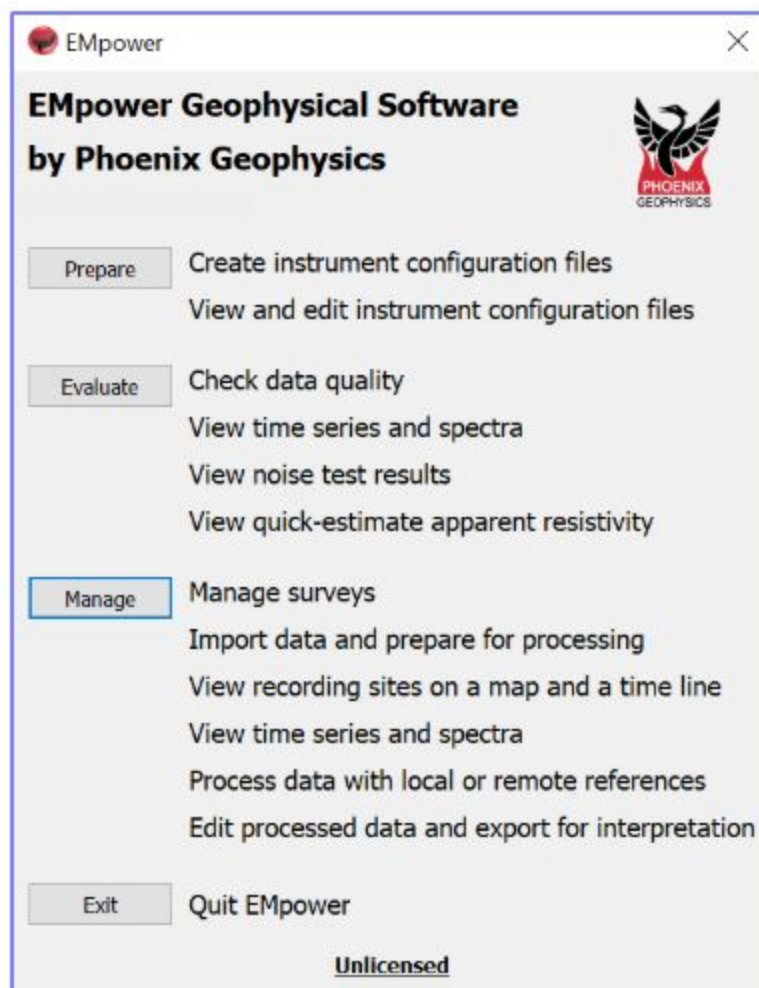 EMpower
EMpower Geophysical Software
by Phoenix Geophysics
PHOENIX
GEOPHYSICS
Prepare
Create instrument configuration files
View and edit instrument configuration files
Evaluate
Check data quality
View time series and spectra
View noise test results
View quick-estimate apparent resistivity
Manage
Manage surveys
Import data and prepare for processing
View recording sites on a map and a time line
View time series and spectra
Process data with local or remote references
Edit processed data and export for interpretation
Exit
Quit EMpower
Unlicensed